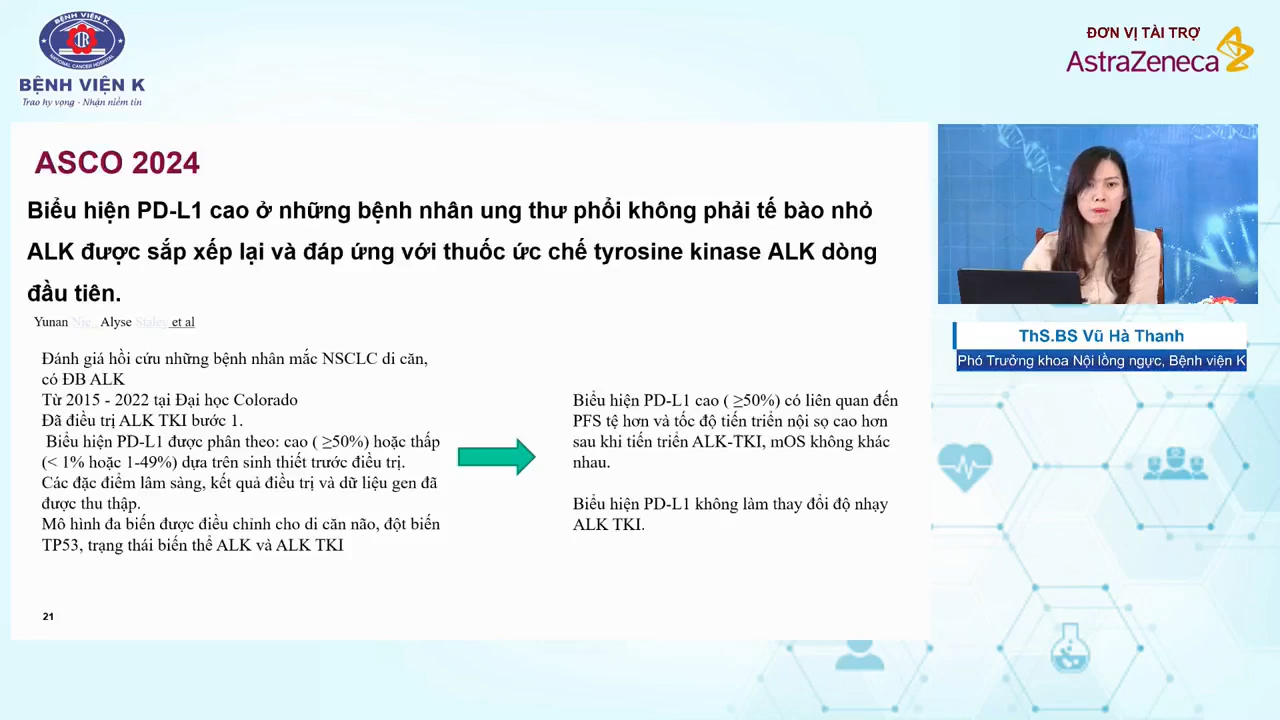 BỆNH VIỆN K
NATIONAL CANCER HOSPITAL
BỆNH VIỆN K
Trao hy vọng - Nhận niềm tin
ĐƠN VỊ TÀI TRỢ
AstraZeneca
ASCO 2024
Biểu hiện PD-L1 cao ở những bệnh nhân ung thư phổi không phải tế bào nhỏ
ALK được sắp xếp lại và đáp ứng với thuốc ức chế tyrosine kinase ALK dòng
đầu tiên.
Yunan Nie, Alyse Staley et al
Đánh giá hồi cứu những bệnh nhân mắc NSCLC di căn,
có ĐB ALK
Từ 2015 - 2022 tại Đại học Colorado
Đã điều trị ALK TKI bước 1.
Biểu hiện PD-L1 được phân theo: cao ( ≥50%) hoặc thấp
(< 1% hoặc 1-49%) dựa trên sinh thiết trước điều trị.
Các đặc điểm lâm sàng, kết quả điều trị và dữ liệu gen đã
được thu thập.
Mô hình đa biến được điều chỉnh cho di căn não, đột biến
TP53, trạng thái biến thể ALK và ALK TKI
Biểu hiện PD-L1 cao ( ≥50%) có liên quan đến
PFS tệ hơn và tốc độ tiến triển nội sọ cao hơn
sau khi tiến triển ALK-TKI, mOS không khác
nhau.
Biểu hiện PD-L1 không làm thay đổi độ nhạy
ALK TKI.
21
ThS.BS Vũ Hà Thanh
Phó Trưởng khoa Nội lồng ngực, Bệnh viện K